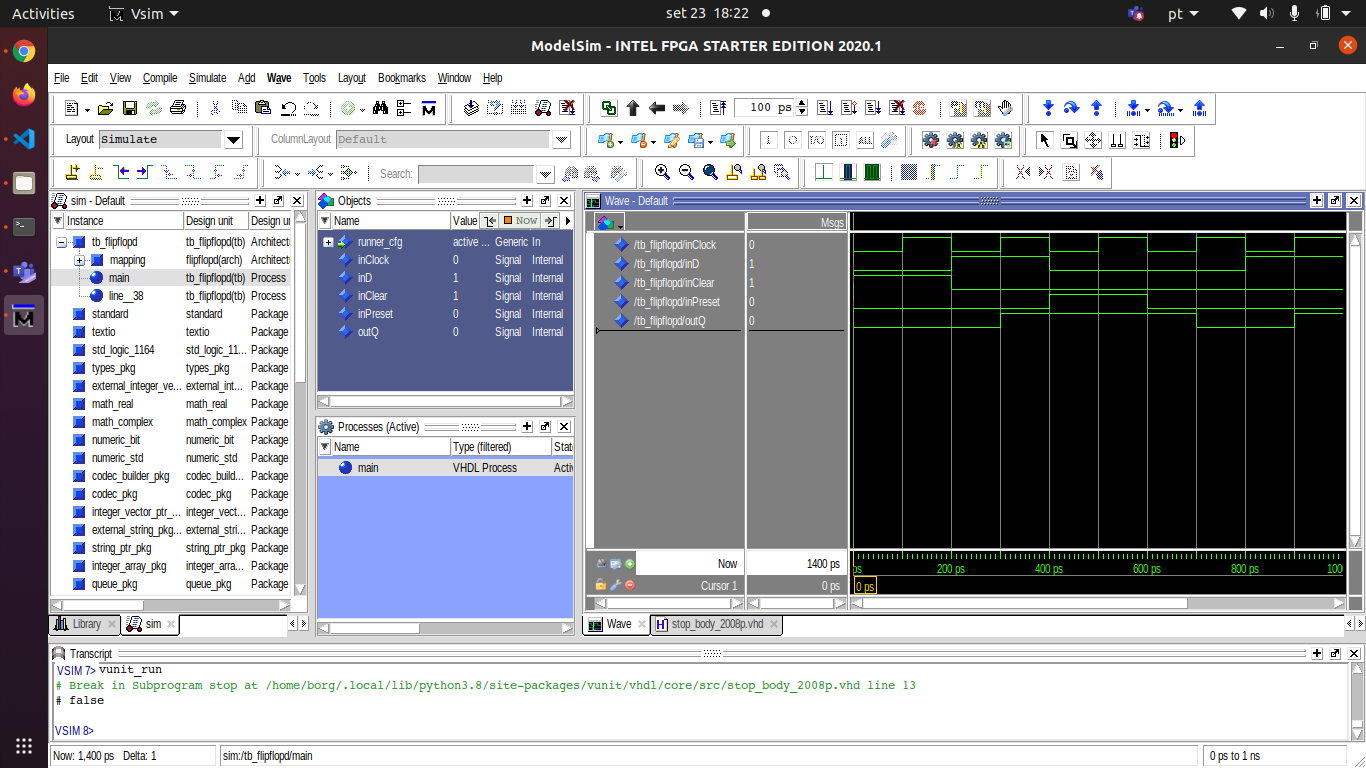 Activities Vsim set 23 18:22 pt
ModelSim - INTEL FPGA STARTER EDITION 2020.1
File Edit View Compile Simulate Add Wave Tools Layout Bookmarks Window Help
100 ps
Layout Simulate ColumnLayout Default
Search:
sim - Default
Instance Design unit Design u
tb_flipflopd tb_flipflopd(tb) Architect
mapping flipflopd(arch) Architect
main tb_flipflopd(tb) Process
line__38 tb_flipflopd(tb) Process
standard standard Package
textio textio Package
std_logic_1164 std_logic_11... Package
types_pkg types_pkg Package
external_integer_ve... external_int... Package
math_real math_real Package
math_complex math_complex Package
numeric_bit numeric_bit Package
numeric_std numeric_std Package
codec_builder_pkg codec_build... Package
codec_pkg codec_pkg Package
integer_vector_ptr_... integer_vect... Package
external_string_pkg... external_stri... Package
string_ptr_pkg string_ptr_pkg Package
integer_array_pkg integer_arra... Package
queue_pkg queue_pkg Package
Library sim
Objects
Name Value Now
runner_cfg active ... Generic In
inClock 0 Signal Internal
inD 1 Signal Internal
inClear 1 Signal Internal
inPreset 0 Signal Internal
outQ 0 Signal Internal
Processes (Active)
Name Type (filtered) State
main VHDL Process Activ
Wave - Default
Msgs
/tb_flipflopd/inClock 0
/tb_flipflopd/inD 1
/tb_flipflopd/inClear 1
/tb_flipflopd/inPreset 0
/tb_flipflopd/outQ 0
Now 1400 ps ps 200 ps 400 ps 600 ps 800 ps 100
Cursor 1 0 ps 0 ps
Wave stop_body_2008p.vhd
Transcript
VSIM 7> vunit_run
# Break in Subprogram stop at /home/borg/.local/lib/python3.8/site-packages/vunit/vhdl/core/src/stop_body_2008p.vhd line 13
# false
VSIM 8>
Now: 1,400 ps Delta: 1 sim:/tb_flipflopd/main 0 ps to 1 ns